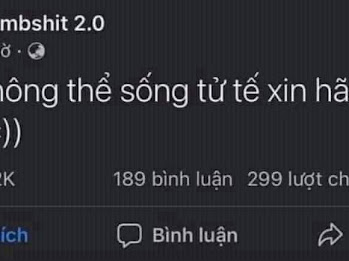 mbshit 2.0
ờ ·
hông thể sống tử tế xin hã
))
2K 189 bình luận 299 lượt ch
ích Bình luận